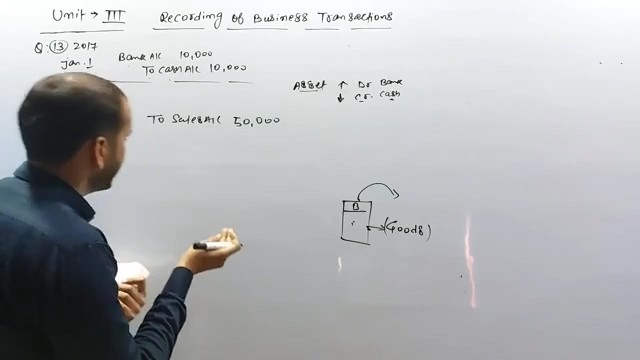 Unit → III Recording of Business Transactions
Q: 13 2017
Jan. 1 Bank A/c 10,000
To Cash A/c 10,000
Asset ↑ Dr Bank
↓ Cr. Cash
To Sales A/c 50,000
B
(Goods)